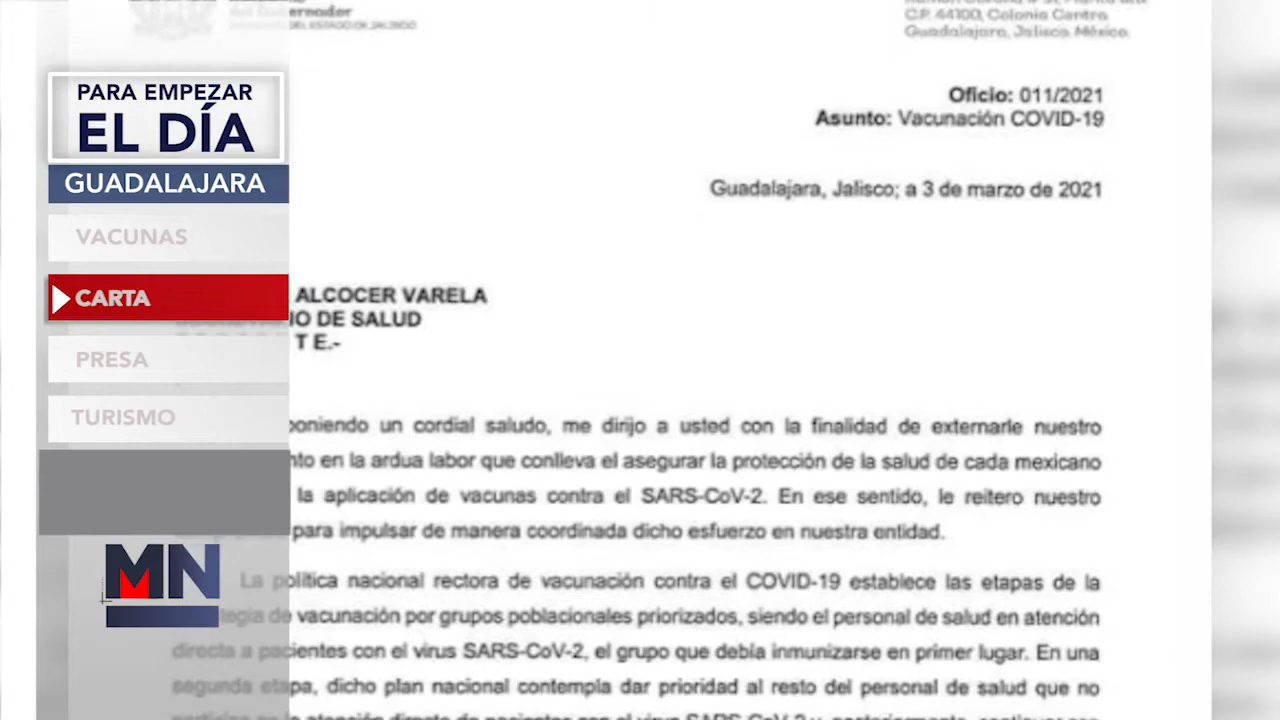 del Gobernador
DEL ESTADO DE JALISCO
C.P. 44100, Colonia Centro
Guadalajara, Jalisco, México
Oficio: 011/2021
Asunto: Vacunación COVID-19
Guadalajara, Jalisco; a 3 de marzo de 2021
PARA EMPEZAR
EL DÍA
GUADALAJARA
VACUNAS
CARTA
PRESA
TURISMO
MN
ALCOCER VARELA
DE SALUD
T E.-
un cordial saludo, me dirijo a usted con la finalidad de externarle nuestro
en la ardua labor que conlleva el asegurar la protección de la salud de cada mexicano
la aplicación de vacunas contra el SARS-CoV-2. En ese sentido, le reitero nuestro
para impulsar de manera coordinada dicho esfuerzo en nuestra entidad.
La política nacional rectora de vacunación contra el COVID-19 establece las etapas de la
de vacunación por grupos poblacionales priorizados, siendo el personal de salud en atención
directa a pacientes con el virus SARS-CoV-2, el grupo que debía inmunizarse en primer lugar. En una
segunda etapa, dicho plan nacional contempla dar prioridad al resto del personal de salud que no